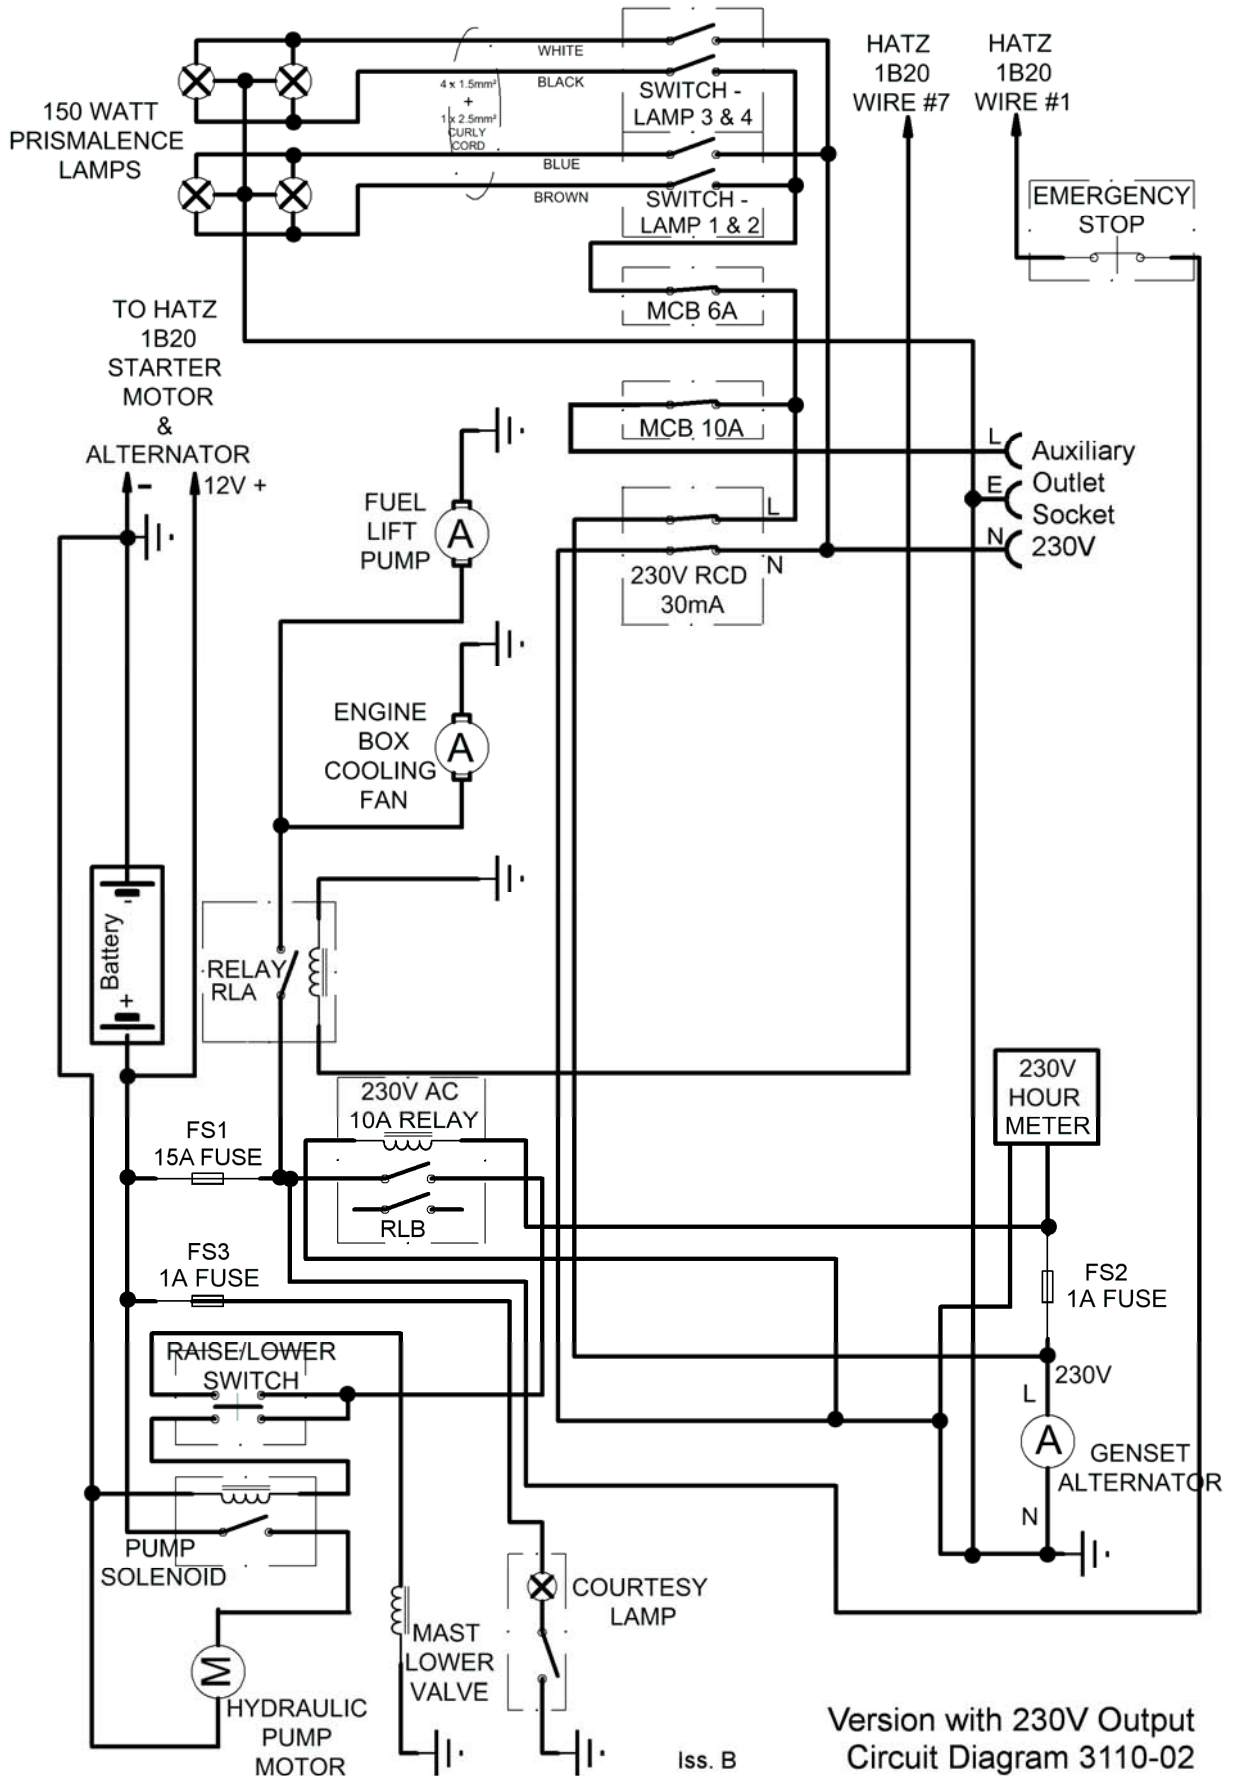 WHITE
BLACK
4 x 1.5mm²
+
1 x 2.5mm²
CURLY
CORD
BLUE
BROWN
150 WATT
PRISMALENCE
LAMPS
SWITCH -
LAMP 3 & 4
SWITCH -
LAMP 1 & 2
HATZ
1B20
WIRE #7
HATZ
1B20
WIRE #1
EMERGENCY
STOP
MCB 6A
TO HATZ
1B20
STARTER
MOTOR
&
ALTERNATOR
-
12V +
MCB 10A
L
Auxiliary
E
Outlet
Socket
N
230V
FUEL
LIFT
PUMP
A
L
N
230V RCD
30mA
ENGINE
BOX
COOLING
FAN
A
Battery
-
+
RELAY
RLA
230V AC
10A RELAY
RLB
230V
HOUR
METER
FS1
15A FUSE
FS3
1A FUSE
FS2
1A FUSE
RAISE/LOWER
SWITCH
230V
L
A
GENSET
ALTERNATOR
N
PUMP
SOLENOID
COURTESY
LAMP
MAST
LOWER
VALVE
M
HYDRAULIC
PUMP
MOTOR
Iss. B
Version with 230V Output
Circuit Diagram 3110-02